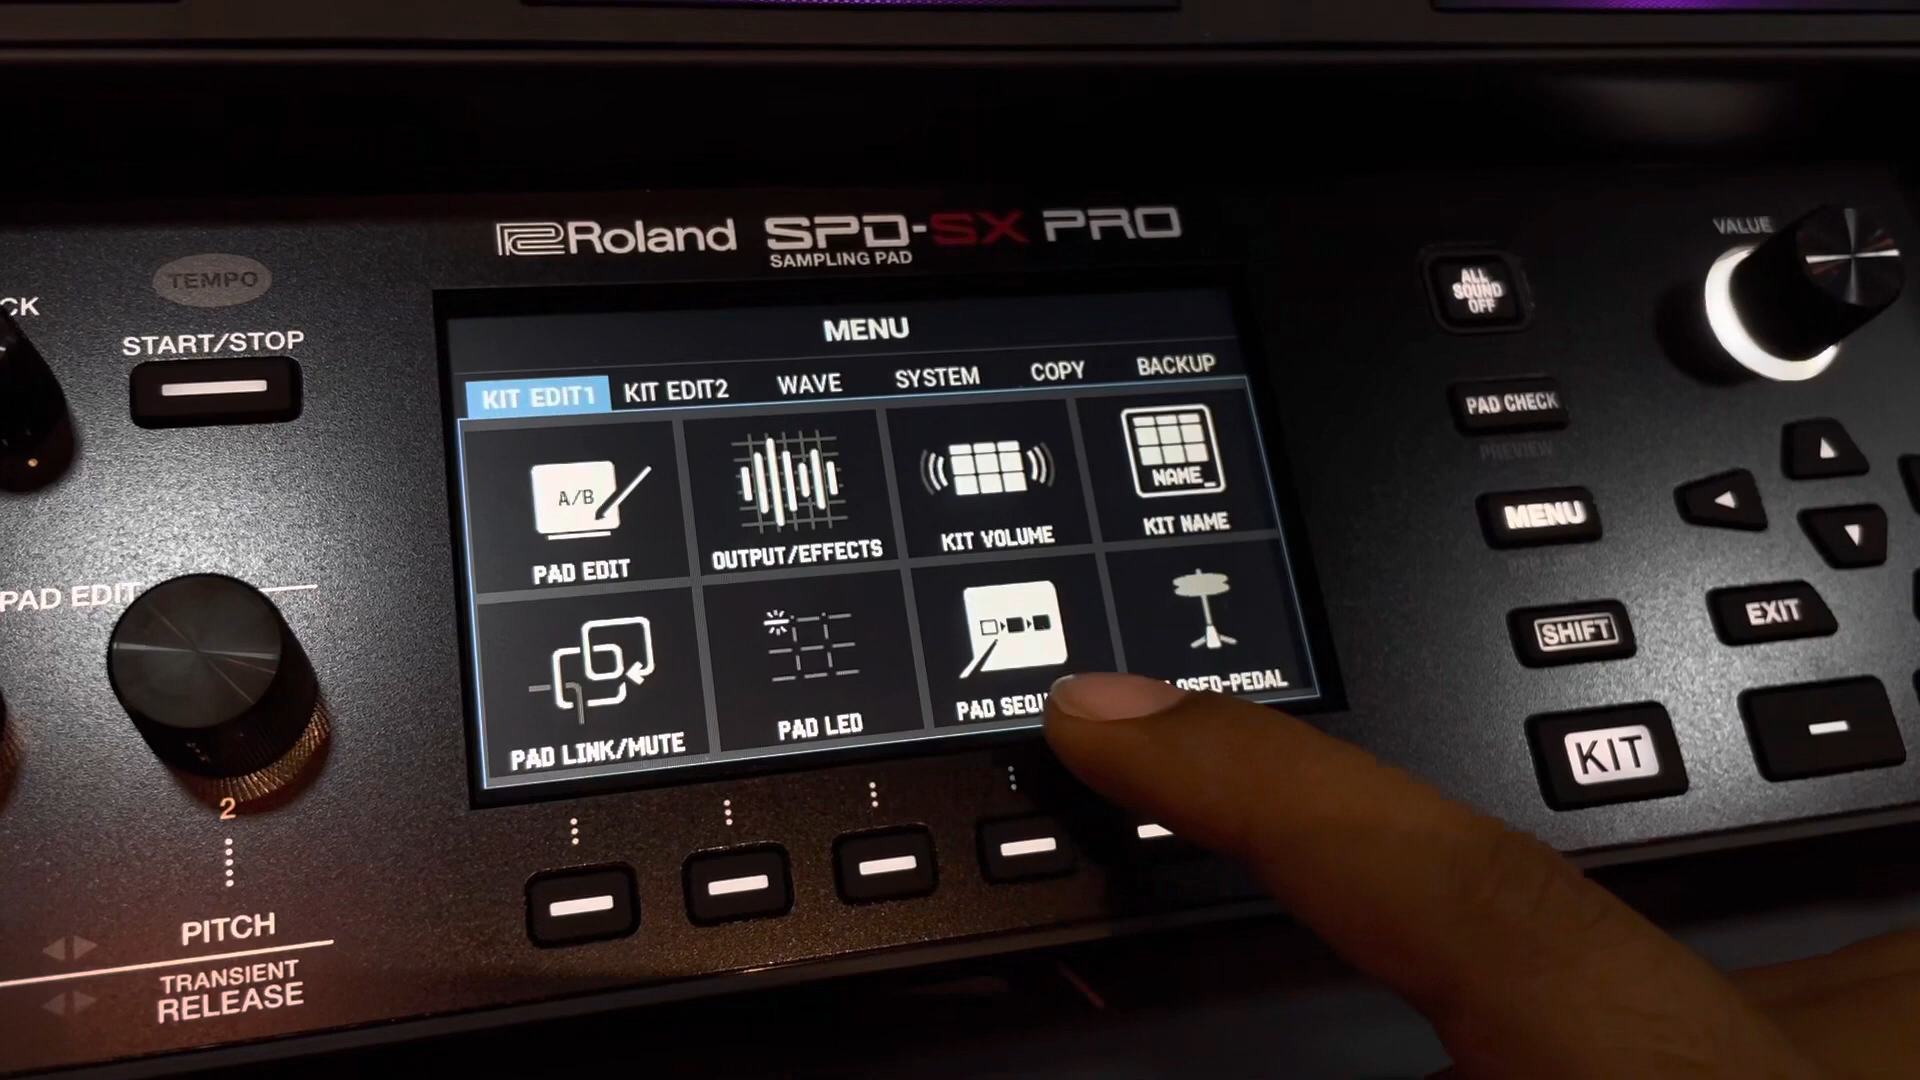 Roland SPD-SX PRO
SAMPLING PAD
TEMPO
START/STOP
PAD EDIT
2
PITCH
TRANSIENT
RELEASE
MENU
KIT EDIT1 KIT EDIT2 WAVE SYSTEM COPY BACKUP
A/B
NAME_
PAD EDIT OUTPUT/EFFECTS KIT VOLUME KIT NAME
PAD LINK/MUTE PAD LED PAD
ALL
SOUND
OFF
VALUE
PAD CHECK
PREVIEW
MENU
SHIFT
EXIT
KIT